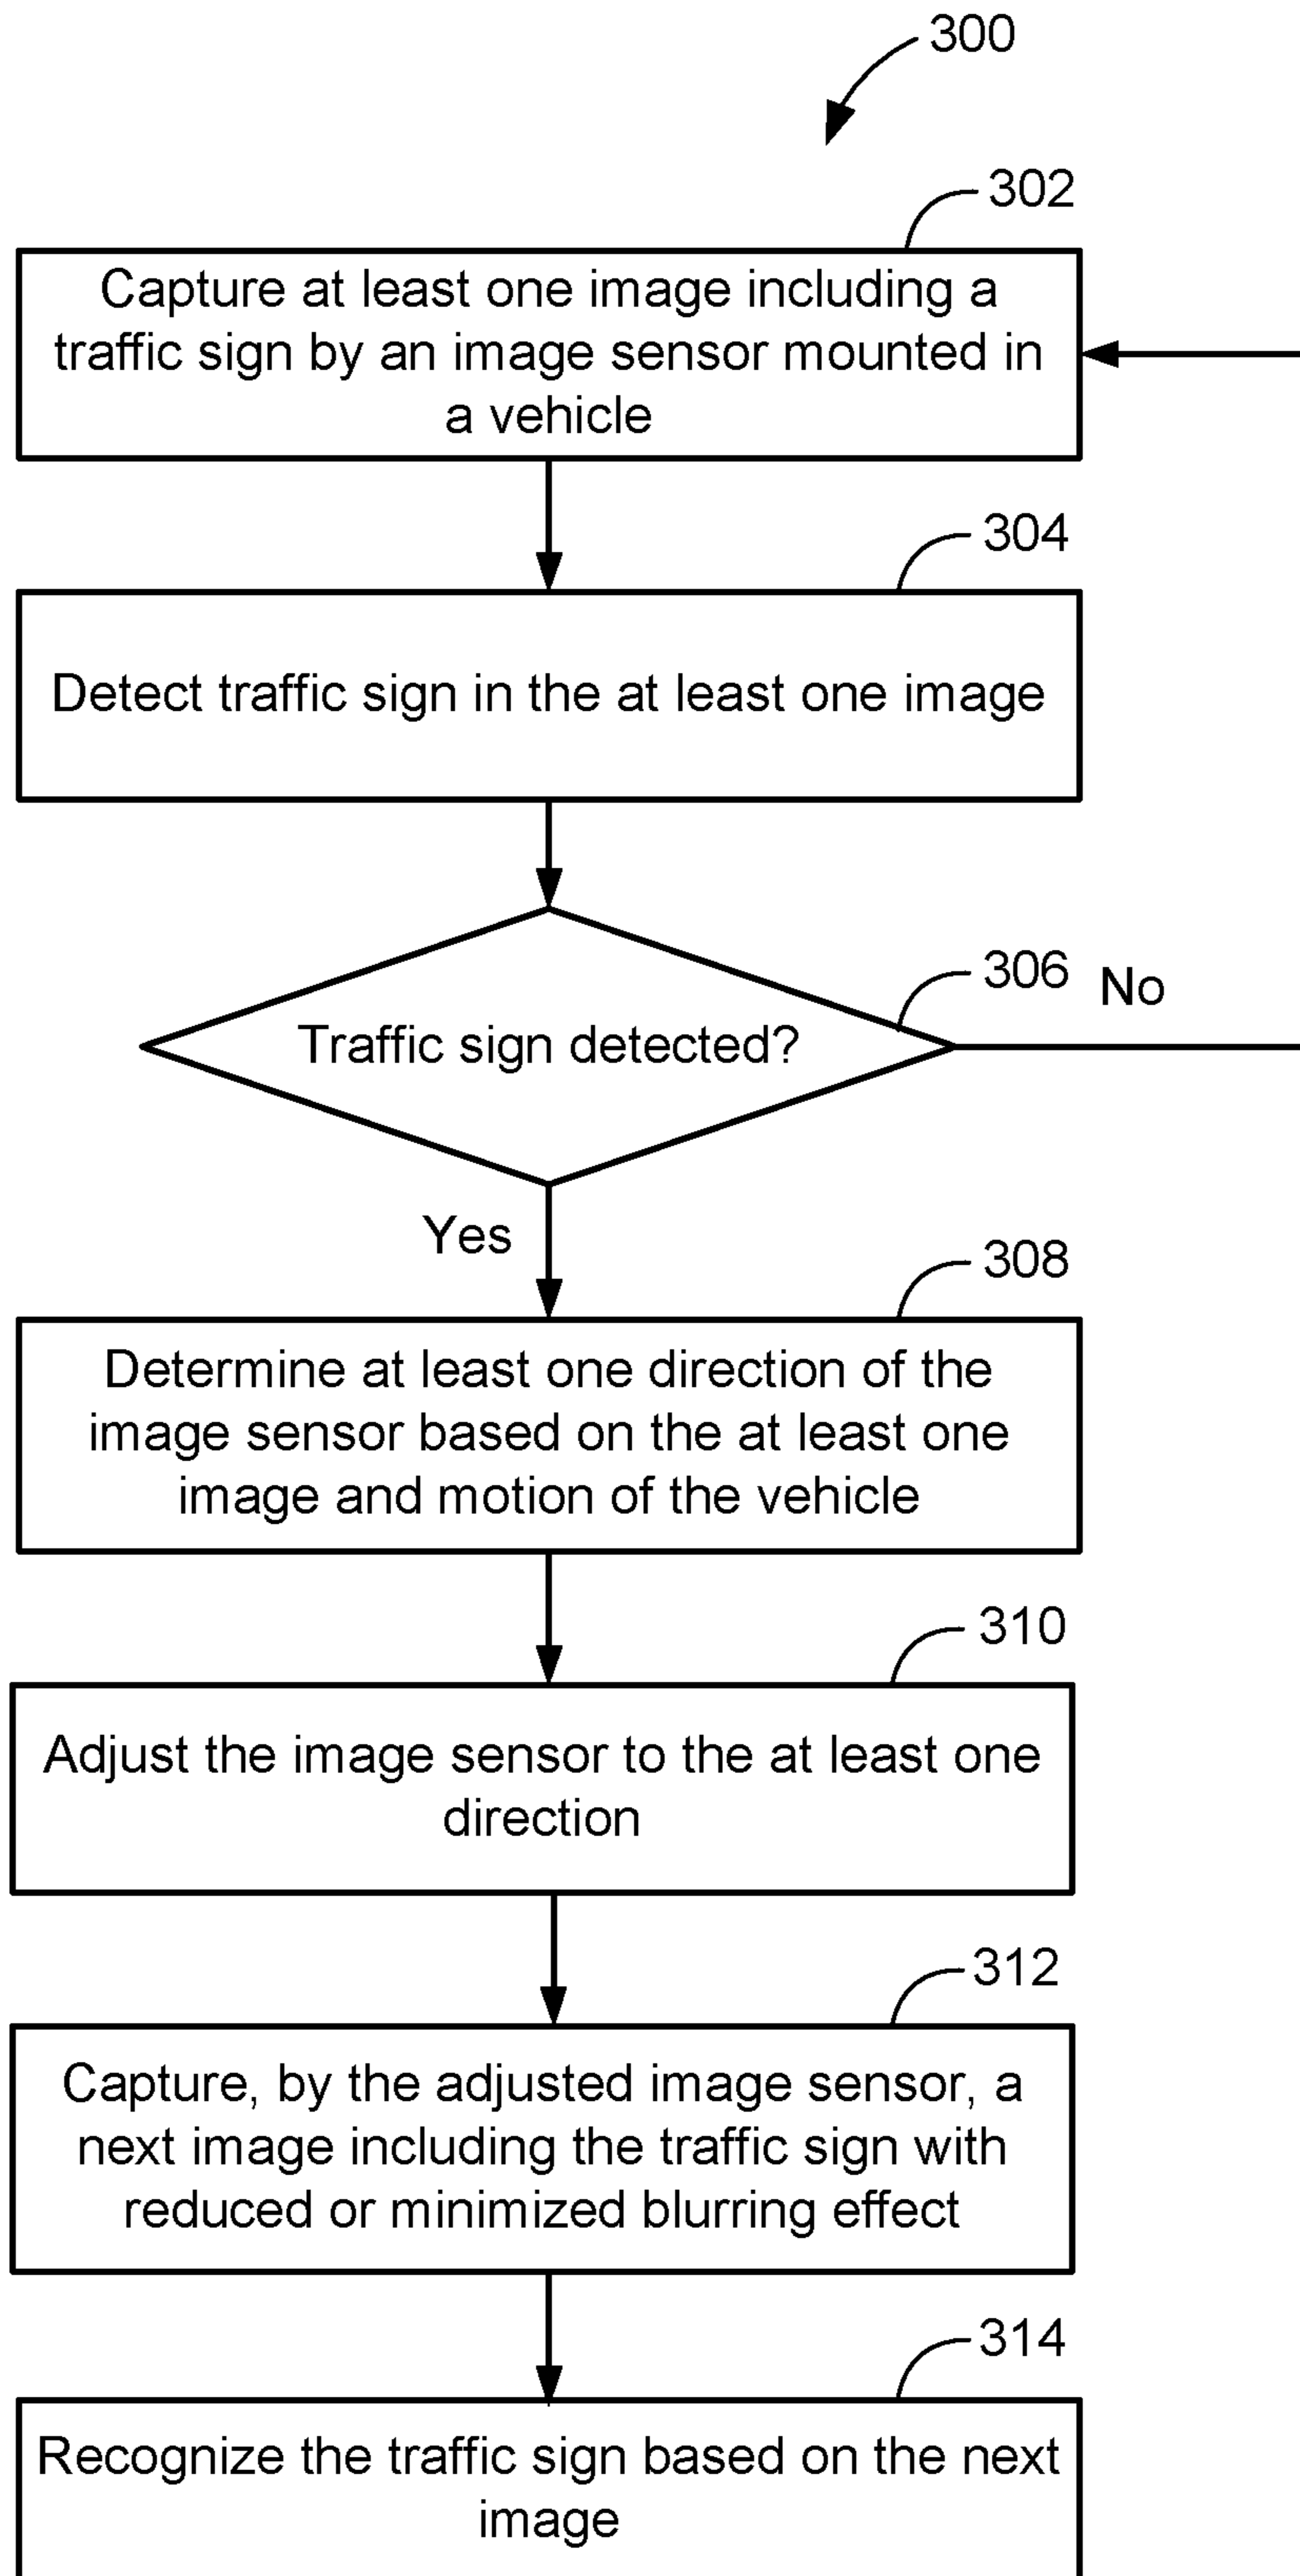 300
302
Capture at least one image including a
traffic sign by an image sensor mounted in
a vehicle
304
Detect traffic sign in the at least one image
306
No
Traffic sign detected?
Yes
308
Determine at least one direction of the
image sensor based on the at least one
image and motion of the vehicle
310
Adjust the image sensor to the at least one
direction
312
Capture, by the adjusted image sensor, a
next image including the traffic sign with
reduced or minimized blurring effect
314
Recognize the traffic sign based on the next
image